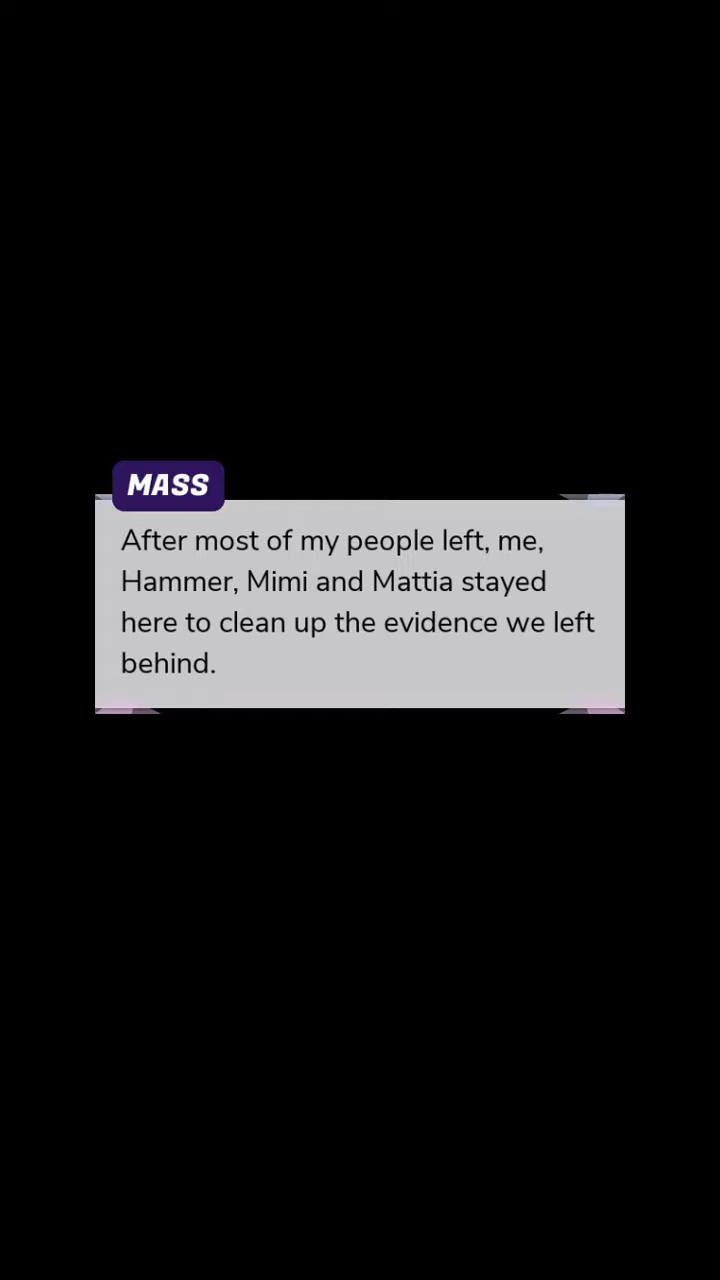 MASS
After most of my people left, me,
Hammer, Mimi and Mattia stayed
here to clean up the evidence we left
behind.